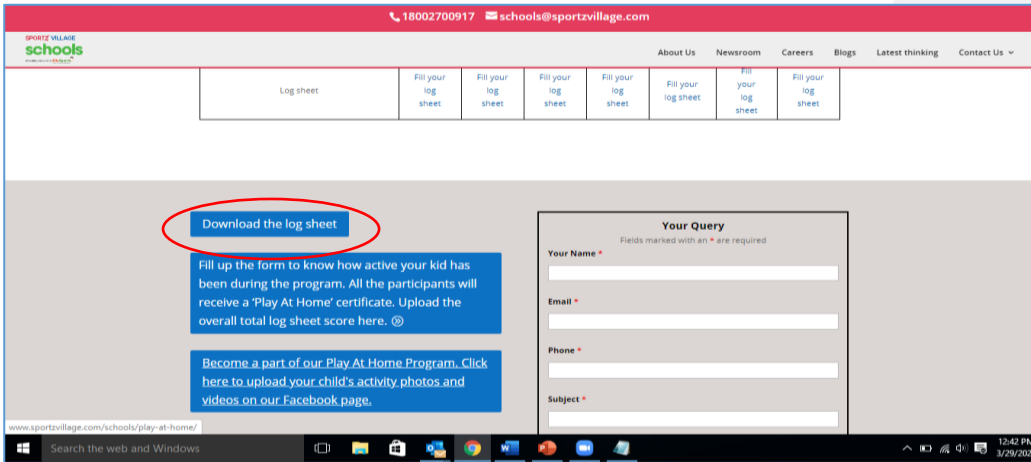 18002700917 schools@sportzvillage.com
SPORTZ VILLAGE
schools
About Us Newsroom Careers Blogs Latest thinking Contact Us
Log sheet
Fill your
log
sheet
Fill your
log
sheet
Fill your
log
sheet
Fill your
log
sheet
Fill your
log sheet
Fill
your
log
sheet
Fill your
log
sheet
Download the log sheet
Fill up the form to know how active your kid has
been during the program. All the participants will
receive a ‘Play At Home’ certificate. Upload the
overall total log sheet score here.
Become a part of our Play At Home Program. Click
here to upload your child's activity photos and
videos on our Facebook page.
Your Query
Fields marked with an * are required
Your Name *
Email *
Phone *
Subject *
www.sportzvillage.com/schools/play-at-home/
Search the web and Windows
12:42 PM